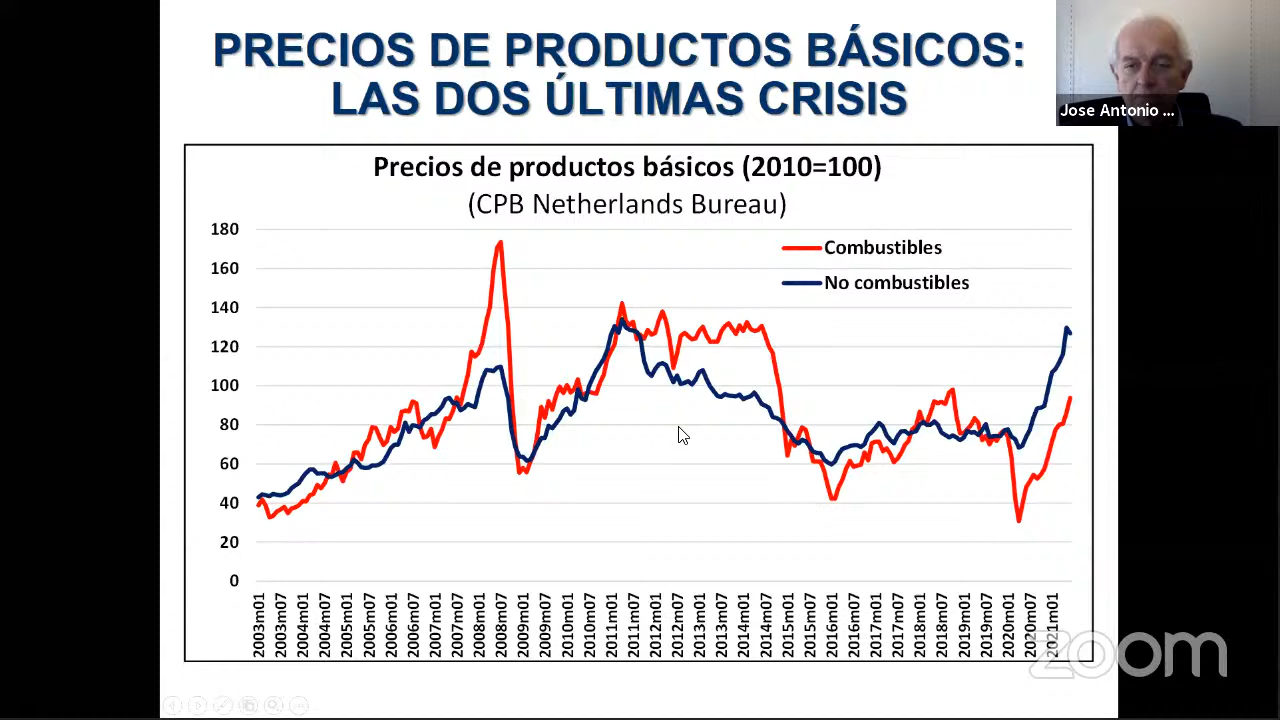 PRECIOS DE PRODUCTOS BÁSICOS:
LAS DOS ÚLTIMAS CRISIS
Jose Antonio ...
Precios de productos básicos (2010=100)
(CPB Netherlands Bureau)
Combustibles
No combustibles
180
160
140
120
100
80
60
40
20
0
2003m01
2003m07
2004m01
2004m07
2005m01
2005m07
2006m01
2006m07
2007m01
2007m07
2008m01
2008m07
2009m01
2009m07
2010m01
2010m07
2011m01
2011m07
2012m01
2012m07
2013m01
2013m07
2014m01
2014m07
2015m01
2015m07
2016m01
2016m07
2017m01
2017m07
2018m01
2018m07
2019m01
2019m07
2020m01
2020m07
2021m01
zoom